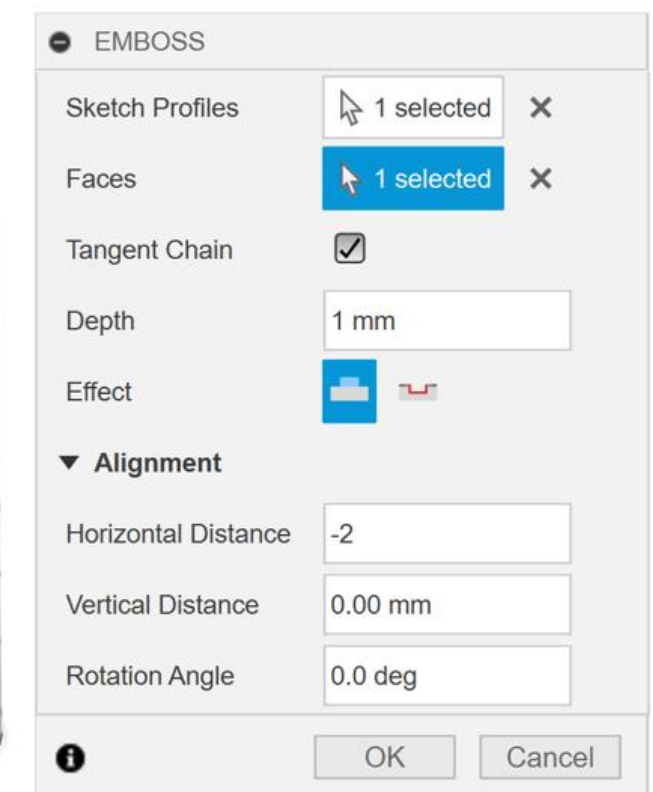 EMBOSS
Sketch Profiles 1 selected
Faces 1 selected
Tangent Chain
Depth 1 mm
Effect
Alignment
Horizontal Distance -2
Vertical Distance 0.00 mm
Rotation Angle 0.0 deg
OK Cancel